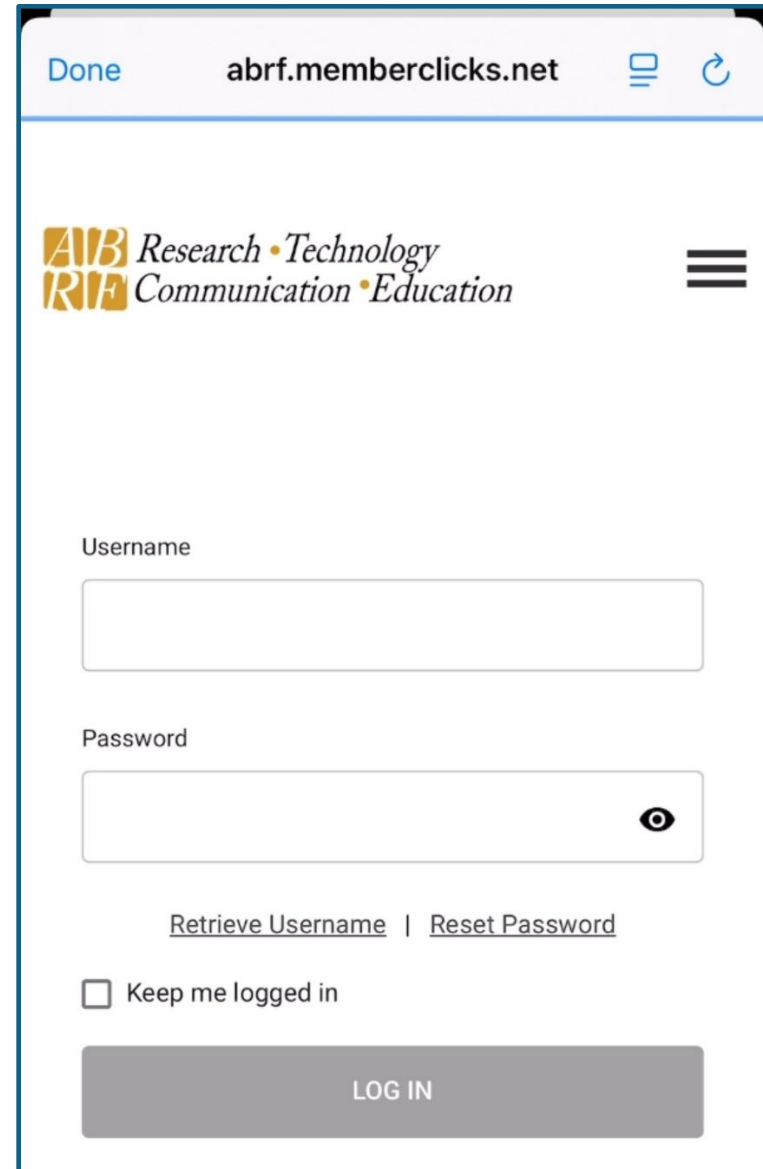 Done abrf.memberclicks.net
AB Research • Technology
RF Communication • Education
Username
Password
Retrieve Username | Reset Password
Keep me logged in
LOG IN